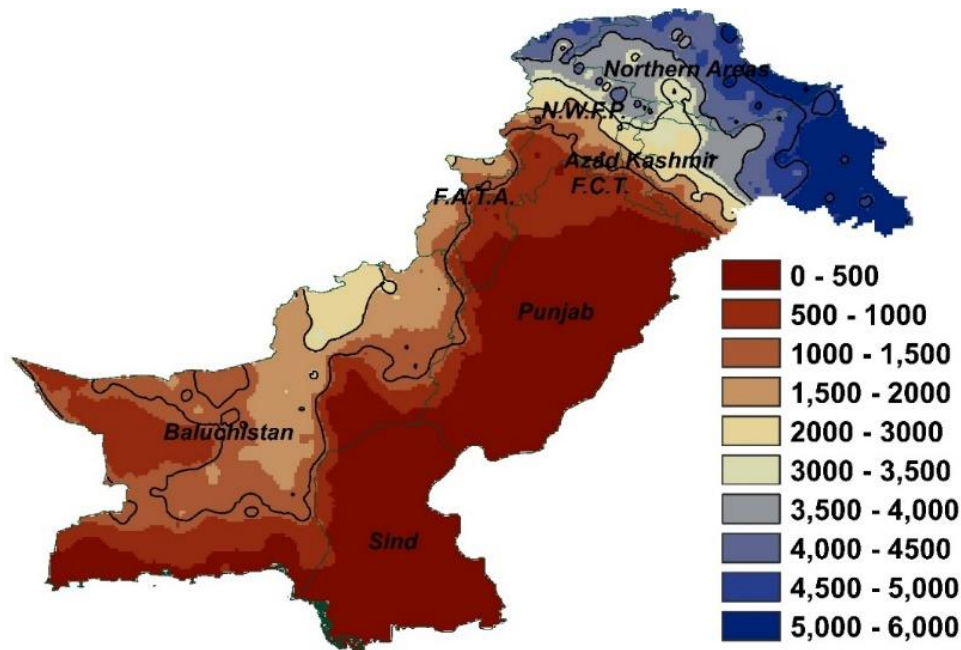 Northern Areas
N.W.F.P.
Azad Kashmir
F.C.T.
F.A.T.A.
Punjab
Baluchistan
Sind
0 - 500
500 - 1000
1000 - 1,500
1,500 - 2000
2000 - 3000
3000 - 3,500
3,500 - 4,000
4,000 - 4500
4,500 - 5,000
5,000 - 6,000